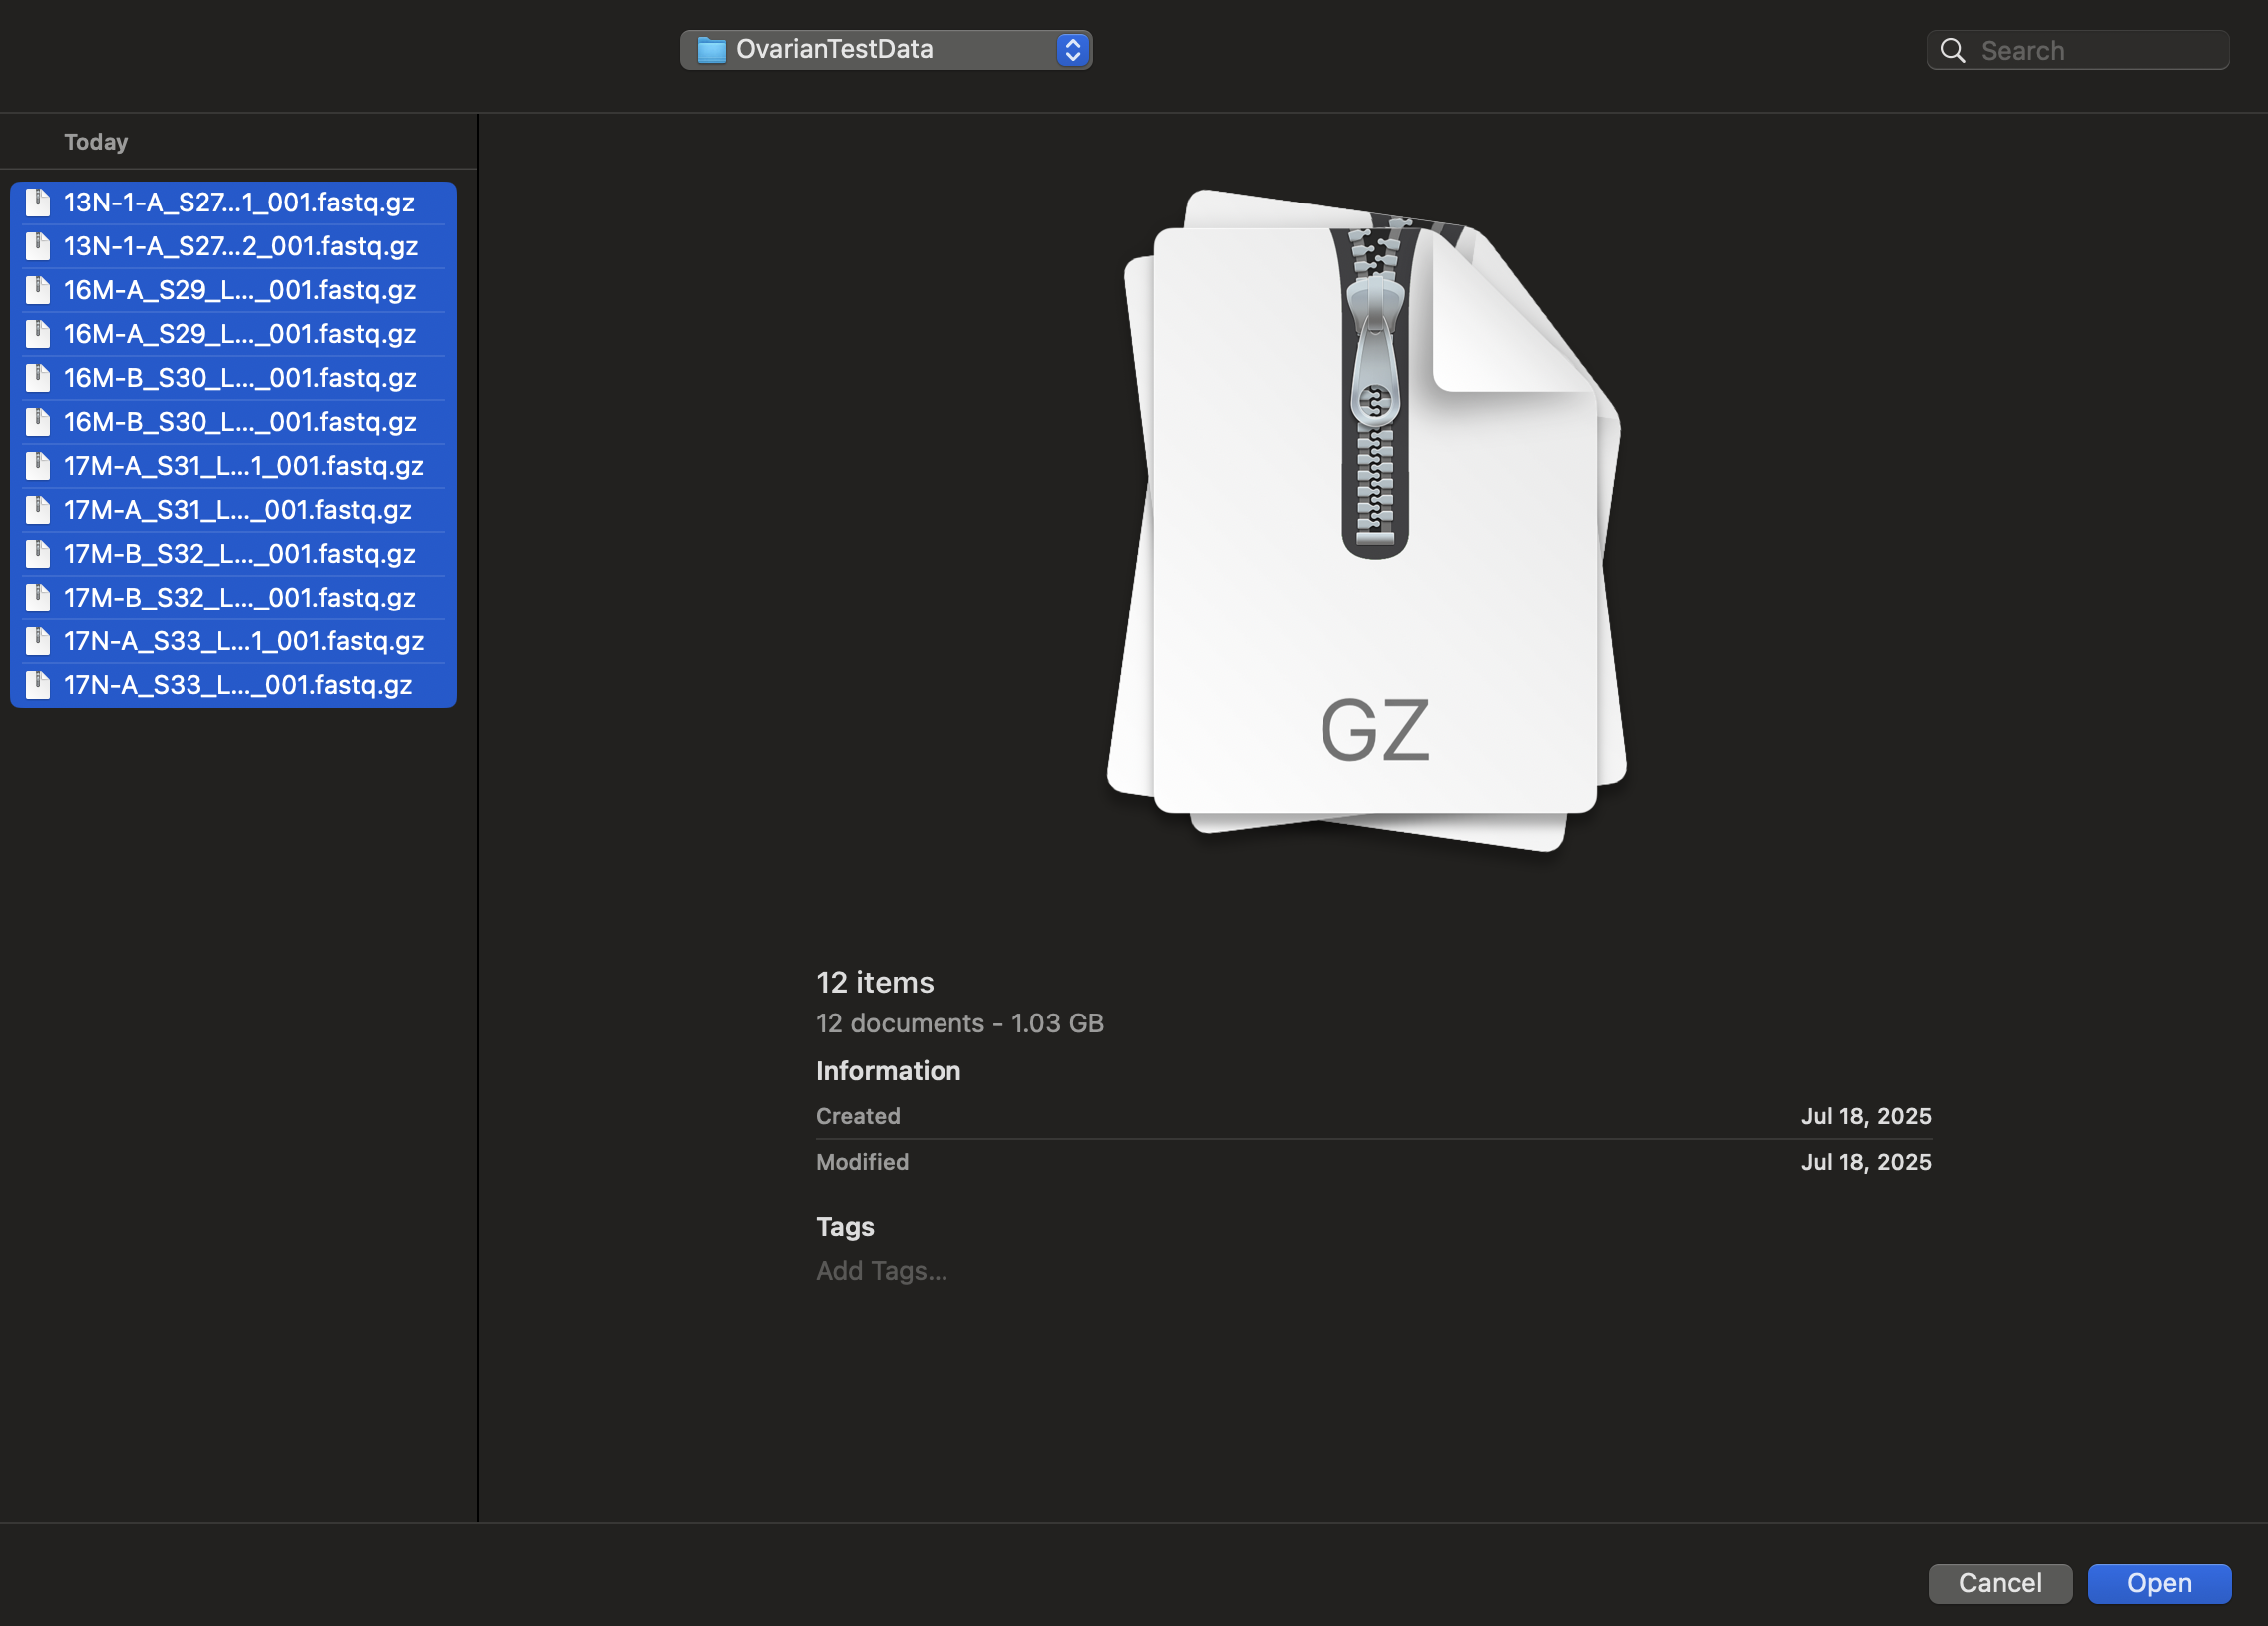 OvarianTestData
Search
Today
13N-1-A_S27...1_001.fastq.gz
13N-1-A_S27...2_001.fastq.gz
16M-A_S29_L..._001.fastq.gz
16M-A_S29_L..._001.fastq.gz
16M-B_S30_L..._001.fastq.gz
16M-B_S30_L..._001.fastq.gz
17M-A_S31_L...1_001.fastq.gz
17M-A_S31_L..._001.fastq.gz
17M-B_S32_L..._001.fastq.gz
17M-B_S32_L..._001.fastq.gz
17N-A_S33_L...1_001.fastq.gz
17N-A_S33_L..._001.fastq.gz
GZ
12 items
12 documents - 1.03 GB
Information
Created Jul 18, 2025
Modified Jul 18, 2025
Tags
Add Tags...
Cancel Open